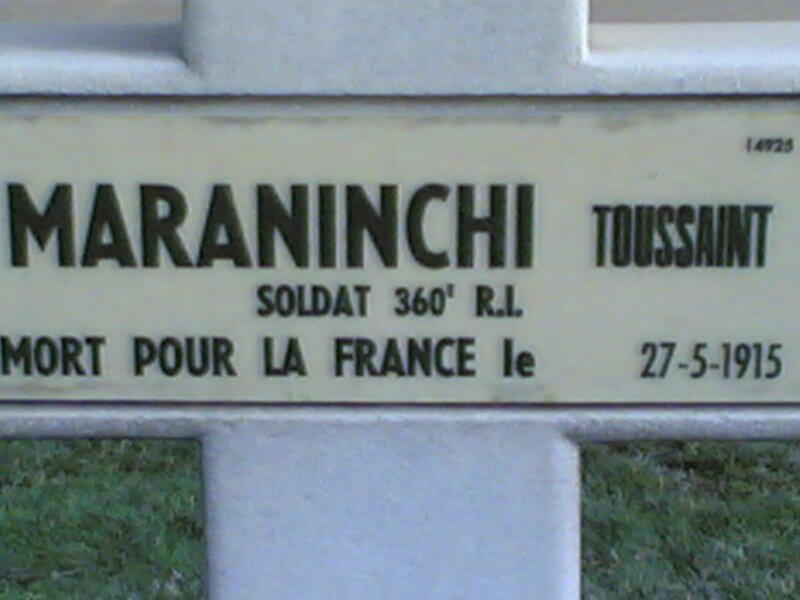 14925
MARANINCHI TOUSSAINT
SOLDAT 360E R.I.
MORT POUR LA FRANCE le 27-5-1915